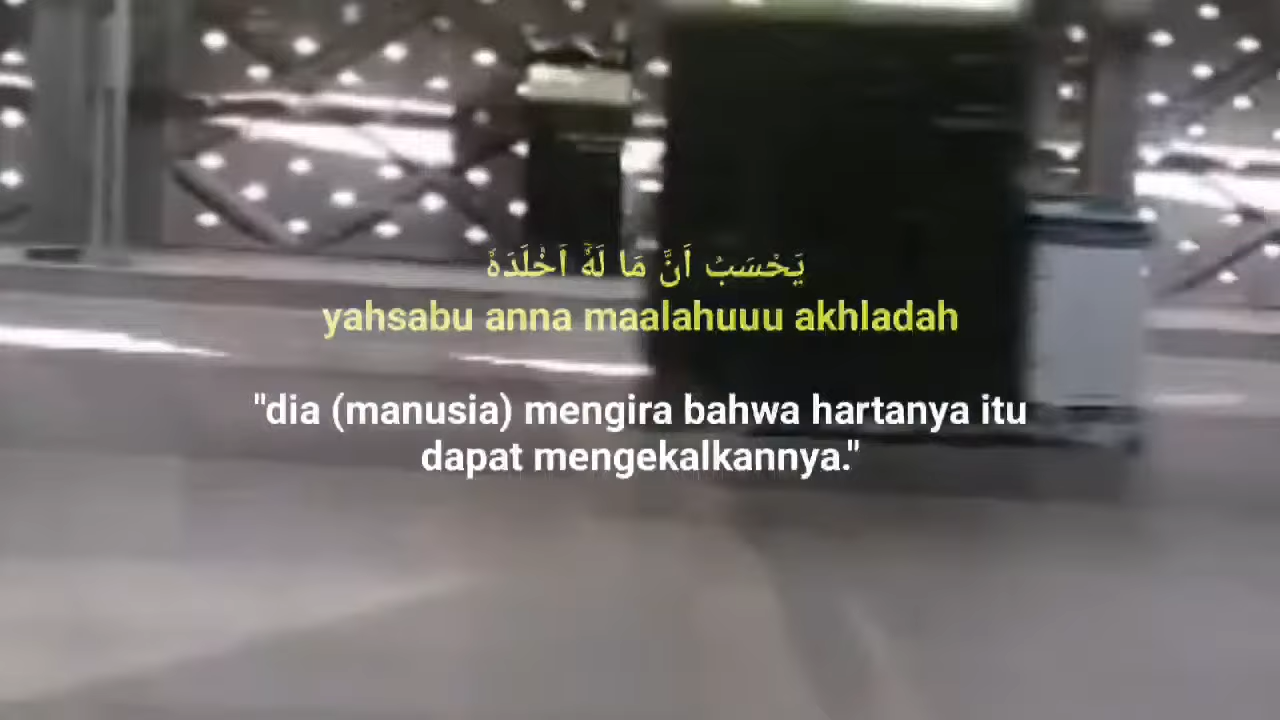 يَحْسَبُ اَنَّ مَا لَهٗۤ اَخْلَدَهٗ
yahsabu anna maalahuuu akhladah
"dia (manusia) mengira bahwa hartanya itu
dapat mengekalkannya."